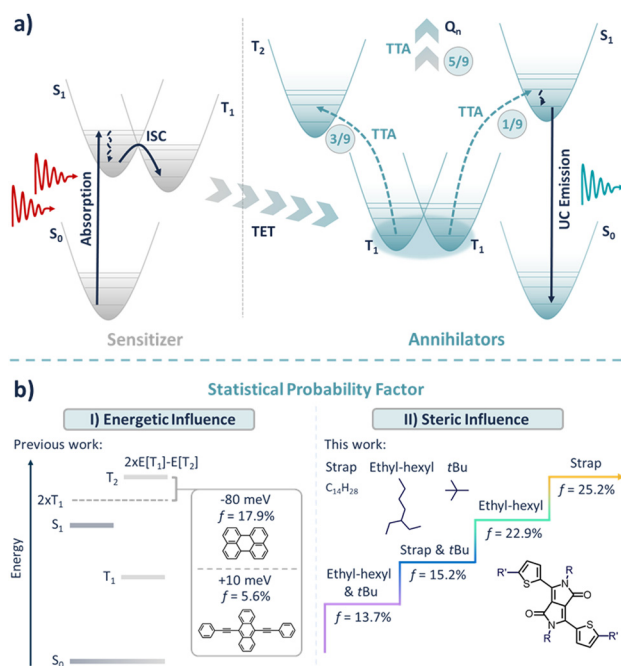 a)
T2
Qn
TTA
5/9
S1
S1
T1
ISC
TTA
3/9
TTA
1/9
Absorption
UC Emission
S0
TET
T1
T1
S0
Sensitizer
Annihilators
b)
Statistical Probability Factor
I) Energetic Influence
II) Steric Influence
Previous work:
2xE[T1]-E[T2]
T2
2xT1
S1
T1
S0
Energy
-80 meV
f = 17.9%
+10 meV
f = 5.6%
This work:
Strap
C14H28
Ethyl-hexyl
tBu
Strap
f = 25.2%
Ethyl-hexyl
f = 22.9%
Strap & tBu
f = 15.2%
Ethyl-hexyl
& tBu
f = 13.7%
R'
S
N
R
O
O
N
R
S
R'